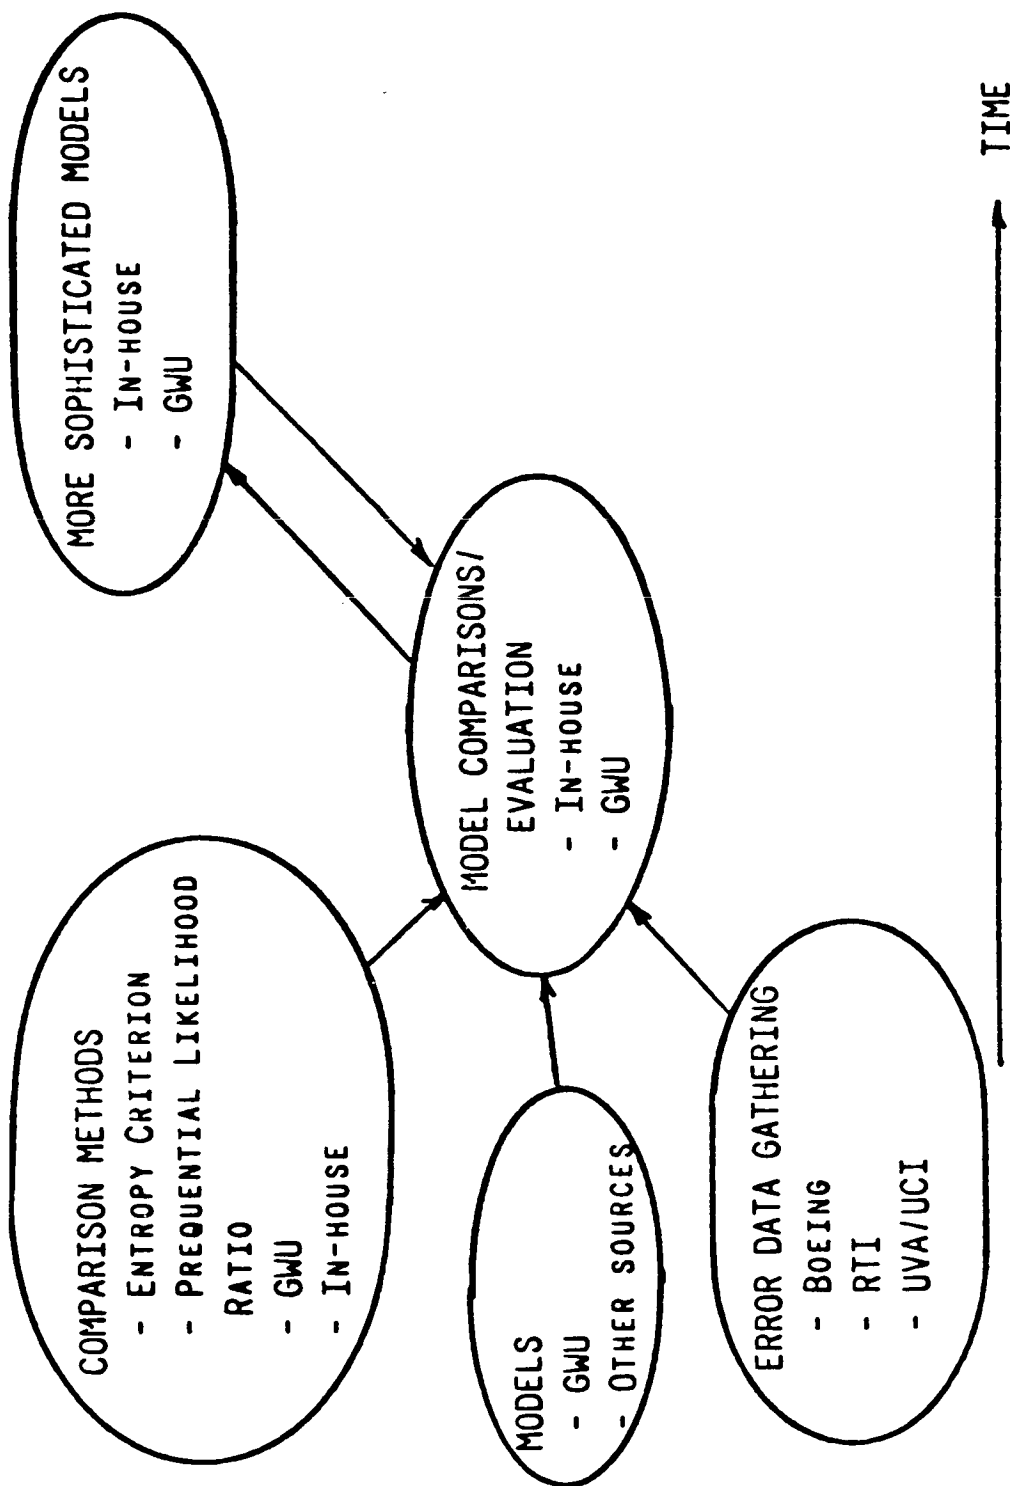 COMPARISON METHODS
- ENTROPY CRITERION
- PREQUENTIAL LIKELIHOOD
RATIO
- GWU
- IN-HOUSE
MODELS
- GWU
- OTHER SOURCES
ERROR DATA GATHERING
- BOEING
- RTI
- UVA/UCI
MODEL COMPARISONS/
EVALUATION
- IN-HOUSE
- GWU
MORE SOPHISTICATED MODELS
- IN-HOUSE
- GWU
TIME